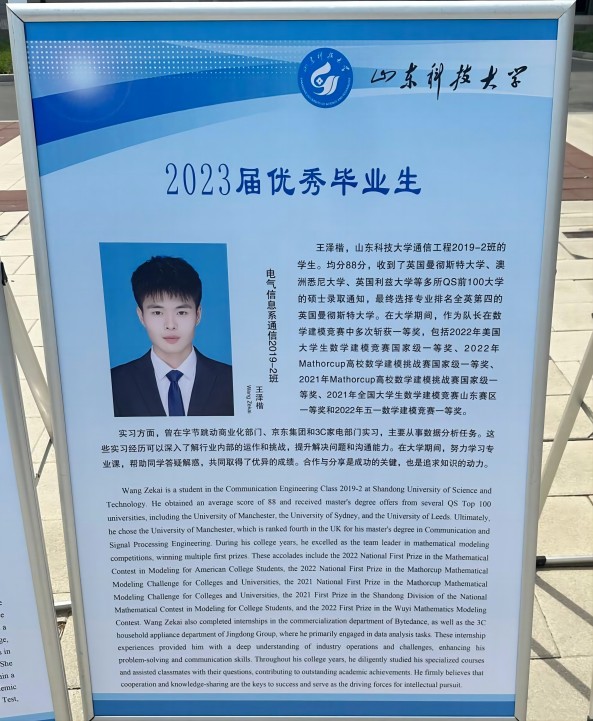 山东科技大学
2023届优秀毕业生
王泽楷，山东科技大学通信工程2019-2班的
学生。均分88分，收到了英国曼彻斯特大学、澳
洲悉尼大学、英国利兹大学等多所QS前100大学
的硕士录取通知，最终选择专业排名全英第四的
英国曼彻斯特大学。在大学期间，作为队长在数
学建模竞赛中多次斩获一等奖，包括2022年美国
大学生数学建模竞赛国家级一等奖、2022年
Mathorcup高校数学建模挑战赛国家级一等奖、
2021年Mathorcup高校数学建模挑战赛国家级一
等奖、2021年全国大学生数学建模竞赛山东赛区
一等奖和2022年五一数学建模竞赛一等奖。
电气信息系通信2019-2班
王泽楷
Wang Zekai
实习方面，曾在字节跳动商业化部门、京东集团和3C家电部门实习，主要从事数据分析任务。这
些实习经历可以深入了解行业内部的运作和挑战，提升解决问题和沟通能力。在大学期间，努力学习专
业课，帮助同学答疑解惑，共同取得了优异的成绩。合作与分享是成功的关键，也是追求知识的动力。
Wang Zekai is a student in the Communication Engineering Class 2019-2 at Shandong University of Science and
Technology. He obtained an average score of 88 and received master's degree offers from several QS Top 100
universities, including the University of Manchester, the University of Sydney, and the University of Leeds. Ultimately,
he chose the University of Manchester, which is ranked fourth in the UK for his master's degree in Communication and
Signal Processing Engineering. During his college years, he excelled as the team leader in mathematical modeling
competitions, winning multiple first prizes. These accolades include the 2022 National First Prize in the Mathematical
Contest in Modeling for American College Students, the 2022 National First Prize in the Mathorcup Mathematical
Modeling Challenge for Colleges and Universities, the 2021 National First Prize in the Mathorcup Mathematical
Modeling Challenge for Colleges and Universities, the 2021 First Prize in the Shandong Division of the National
Mathematical Contest in Modeling for College Students, and the 2022 First Prize in the Wuyi Mathematics Modeling
Contest. Wang Zekai also completed internships in the commercialization department of Bytedance, as well as the 3C
household appliance department of Jingdong Group, where he primarily engaged in data analysis tasks. These internship
experiences provided him with a deep understanding of industry operations and challenges, enhancing his
problem-solving and communication skills. Throughout his college years, he diligently studied his specialized courses
and assisted classmates with their questions, contributing to outstanding academic achievements. He firmly believes that
cooperation and knowledge-sharing are the keys to success and serve as the driving forces for intellectual pursuit.
She
Test,